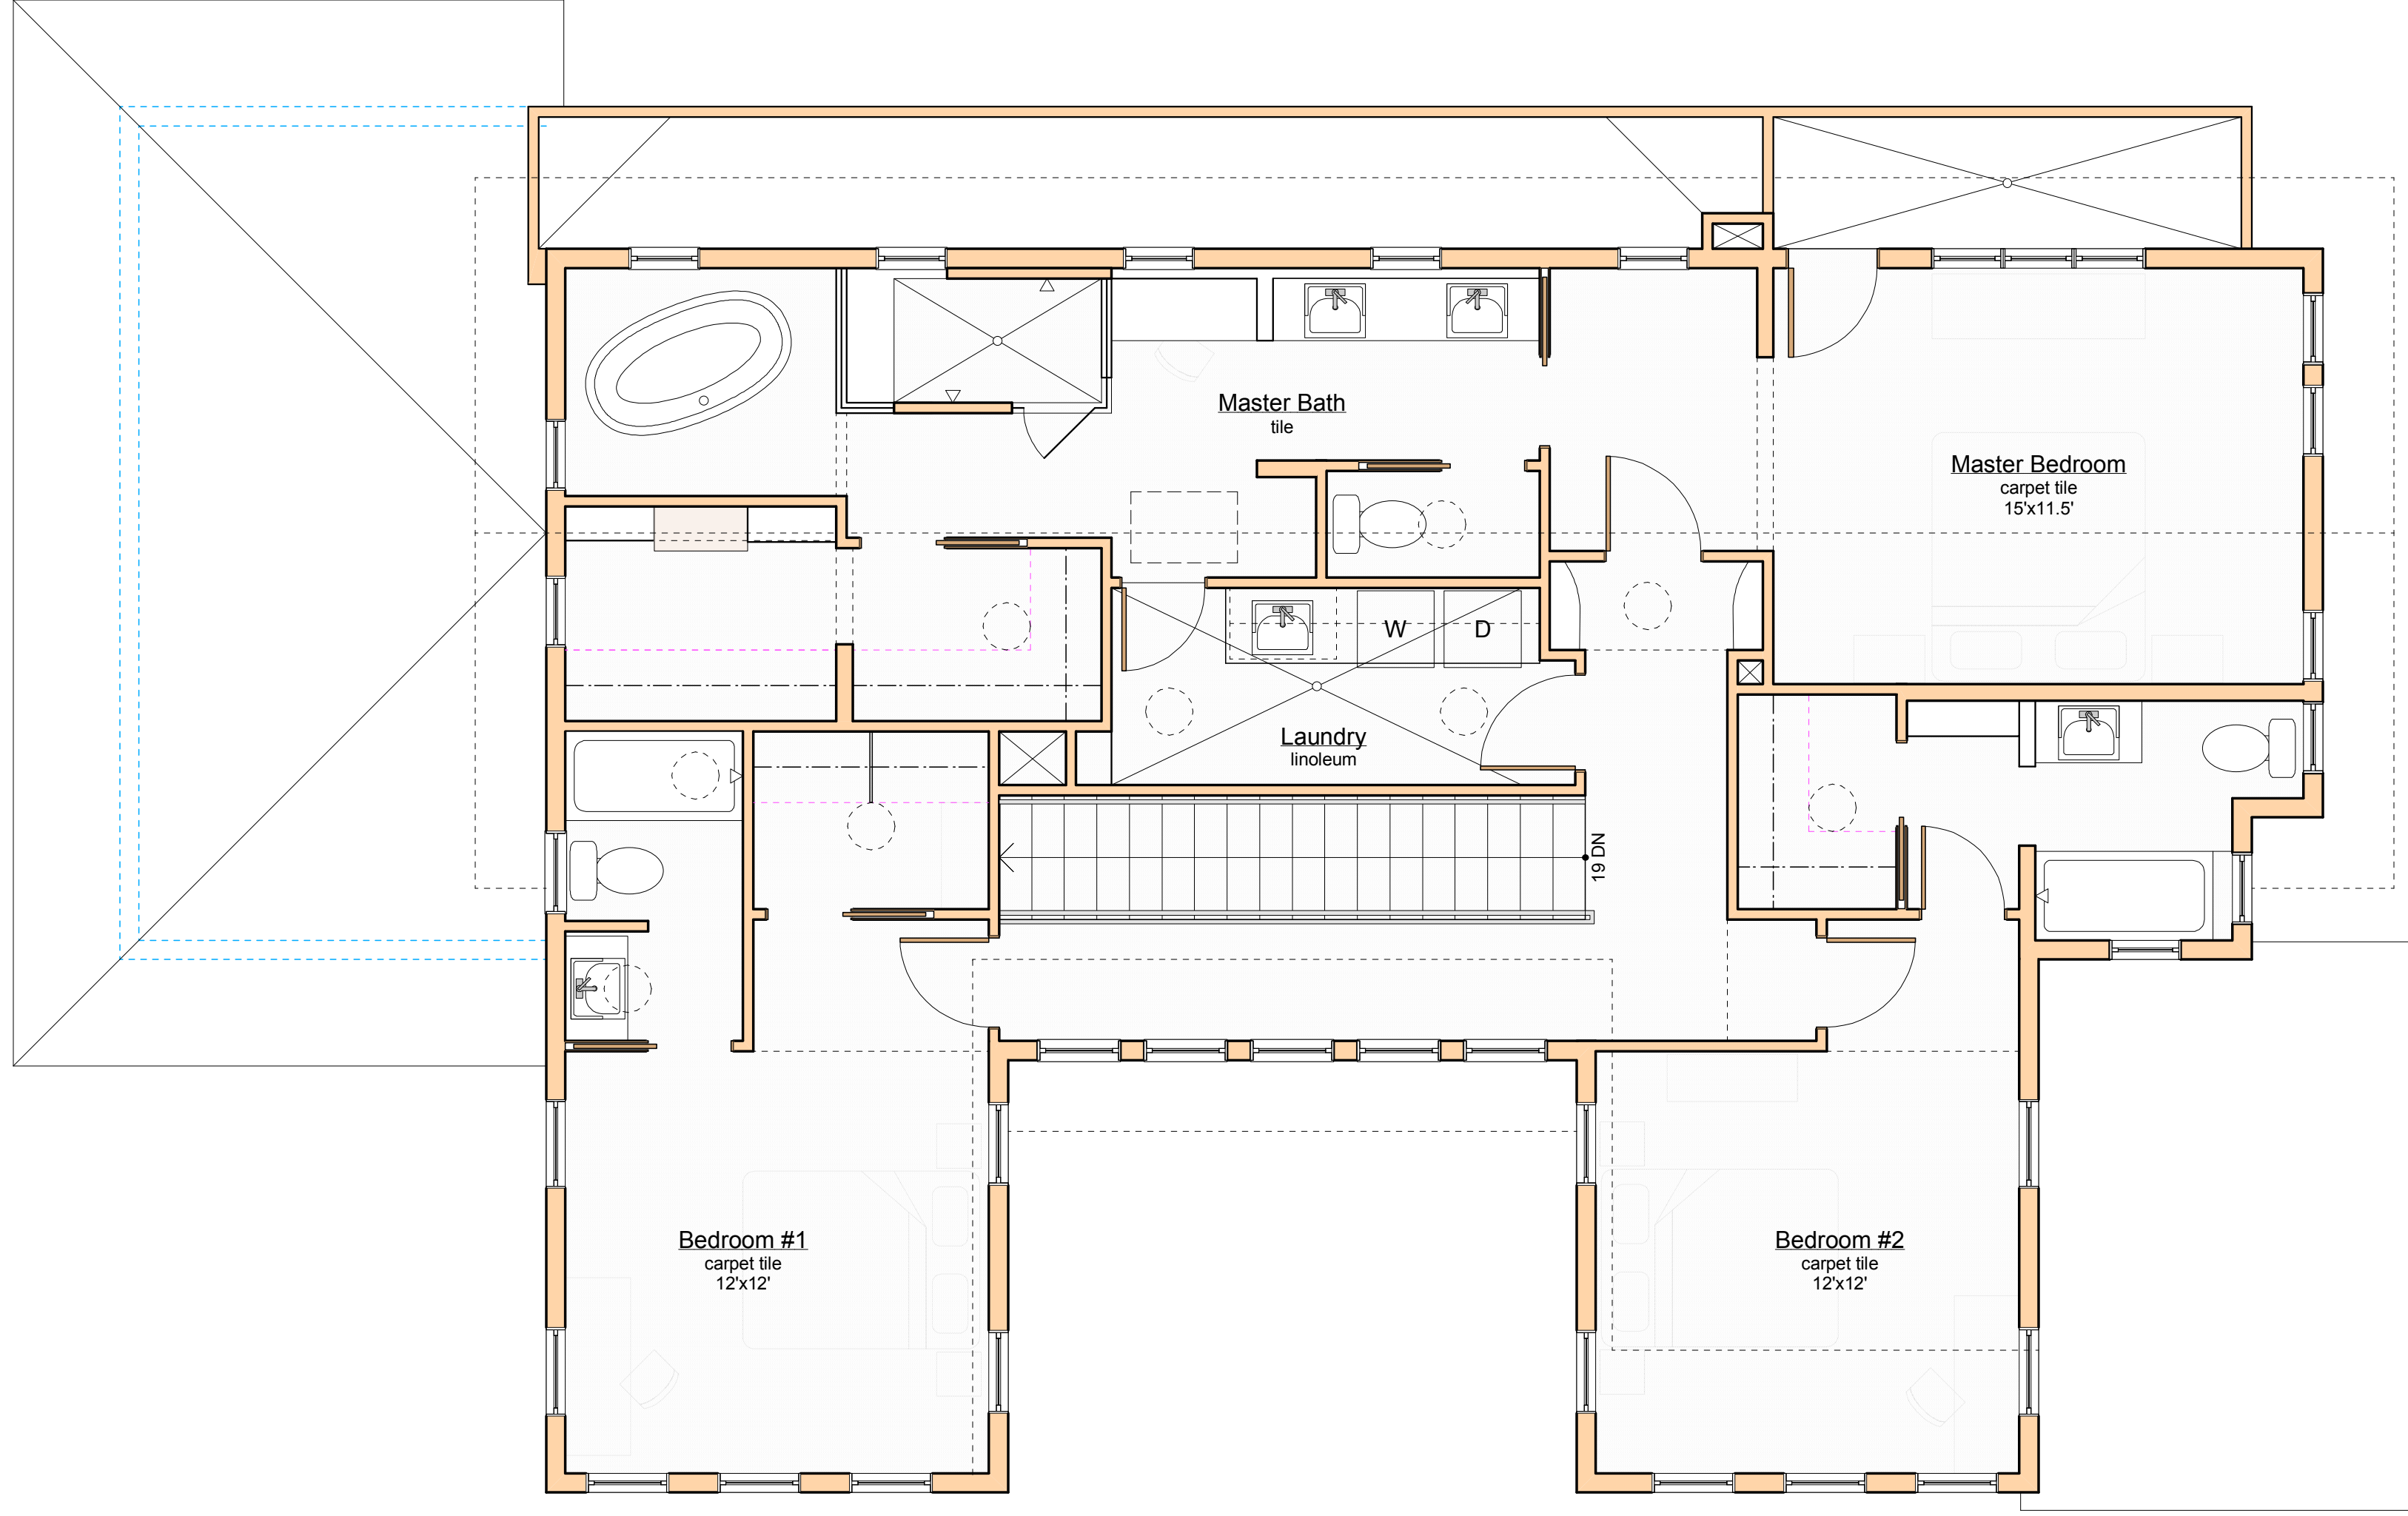 Master Bath
tile
Master Bedroom
carpet tile
15'x11.5'
W
D
Laundry
linoleum
19 DN
Bedroom #1
carpet tile
12'x12'
Bedroom #2
carpet tile
12'x12'